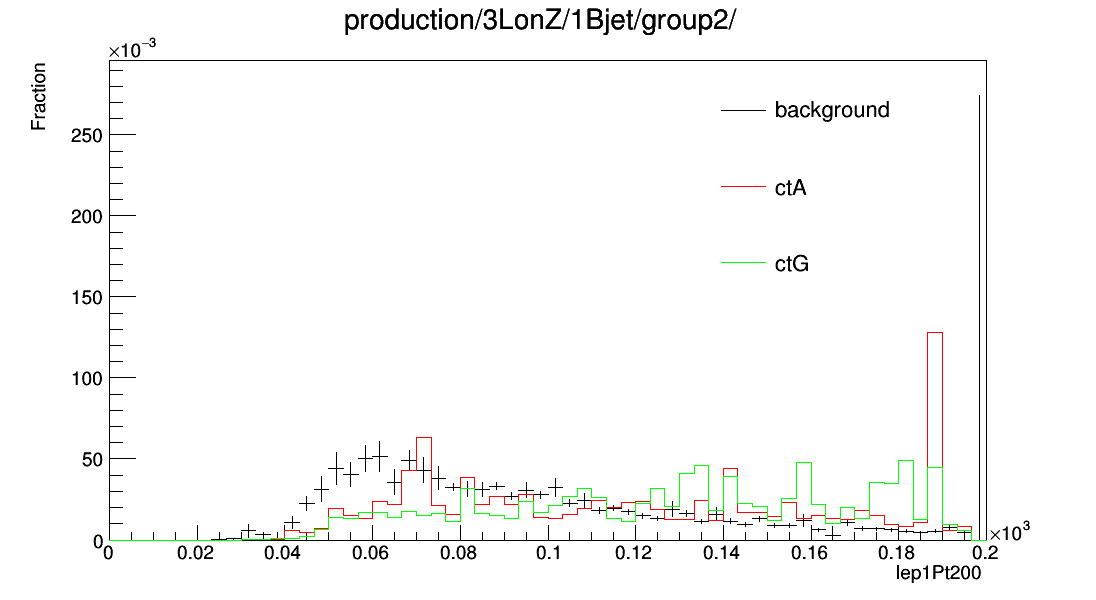 production/3LonZ/1Bjet/group2/
×10⁻³
Fraction
background
ctA
ctG
250
200
150
100
50
0
0 0.02 0.04 0.06 0.08 0.1 0.12 0.14 0.16 0.18 0.2
×10³
lep1Pt200